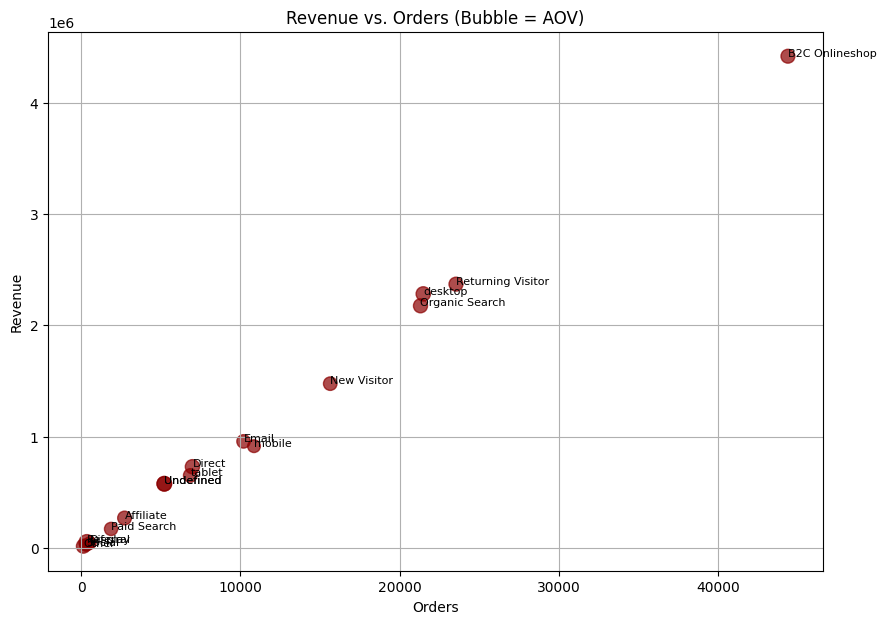 Revenue vs. Orders (Bubble = AOV)
1e6
B2C Onlineshop
4
3
Returning Visitor
desktop
Organic Search
2
New Visitor
Email
mobile
1
Direct
tablet
Undefined
Affiliate
Paid Search
0
0
10000
20000
30000
40000
Orders
Revenue